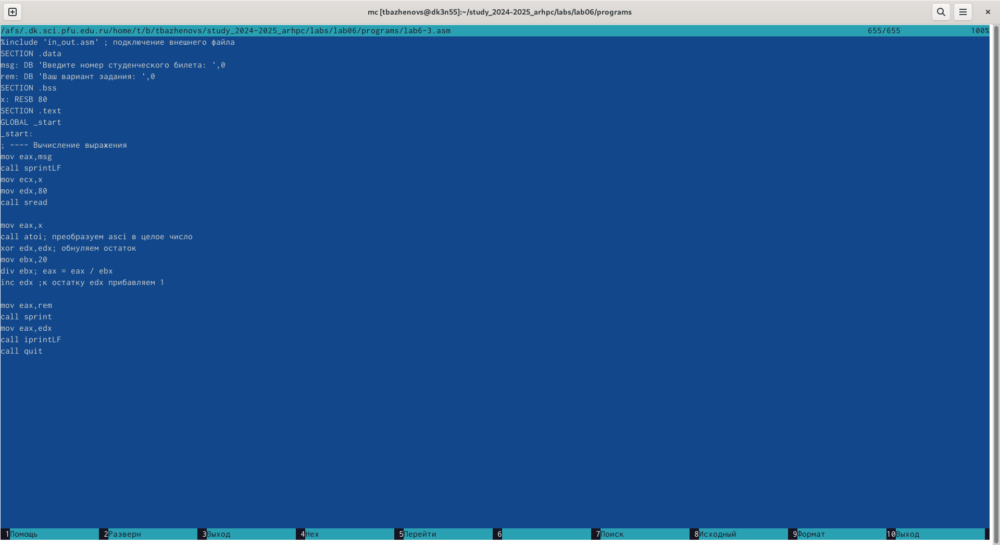 mc [tbazhenovs@dk3n55]:~/study_2024-2025_arhpc/labs/lab06/programs
/afs/.dk.sci.pfu.edu.ru/home/t/b/tbazhenovs/study_2024-2025_arhpc/labs/lab06/programs/lab6-3.asm 655/655 100%
%include 'in_out.asm' ; подключение внешнего файла
SECTION .data
msg: DB 'Введите номер студенческого билета: ',0
rem: DB 'Ваш вариант задания: ',0
SECTION .bss
x: RESB 80
SECTION .text
GLOBAL _start
_start:
; ---- Вычисление выражения
mov eax,msg
call sprintLF
mov ecx,x
mov edx,80
call sread
mov eax,x
call atoi; преобразуем asci в целое число
xor edx,edx; обнуляем остаток
mov ebx,20
div ebx; eax = eax / ebx
inc edx ;к остатку edx прибавляем 1
mov eax,rem
call sprint
mov eax,edx
call iprintLF
call quit
1Помощь 2Разверн 3Выход 4Hex 5Перейти 6 7Поиск 8Исходный 9Формат 10Выход